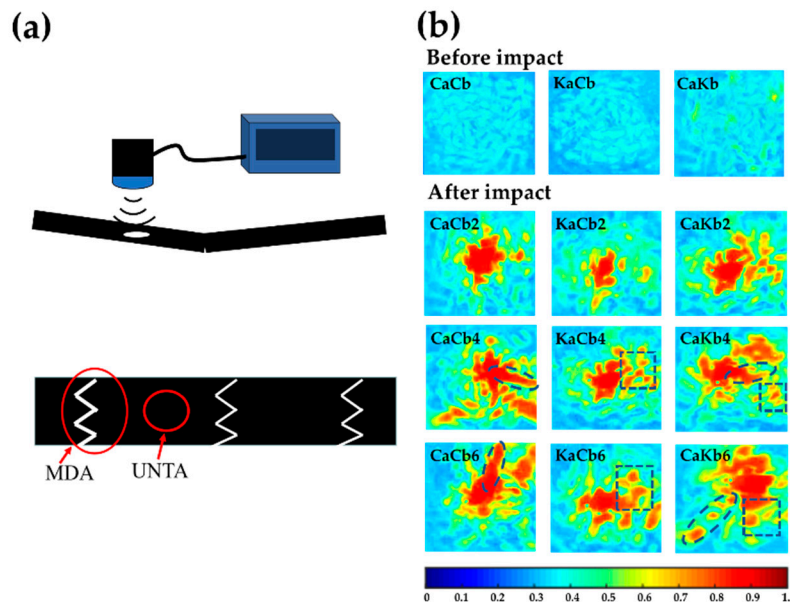 (a)
MDA
UNTA
(b)
Before impact
CaCb KaCb CaKb
After impact
CaCb2 KaCb2 CaKb2
CaCb4 KaCb4 CaKb4
CaCb6 KaCb6 CaKb6
0 0.1 0.2 0.3 0.4 0.5 0.6 0.7 0.8 0.9 1.